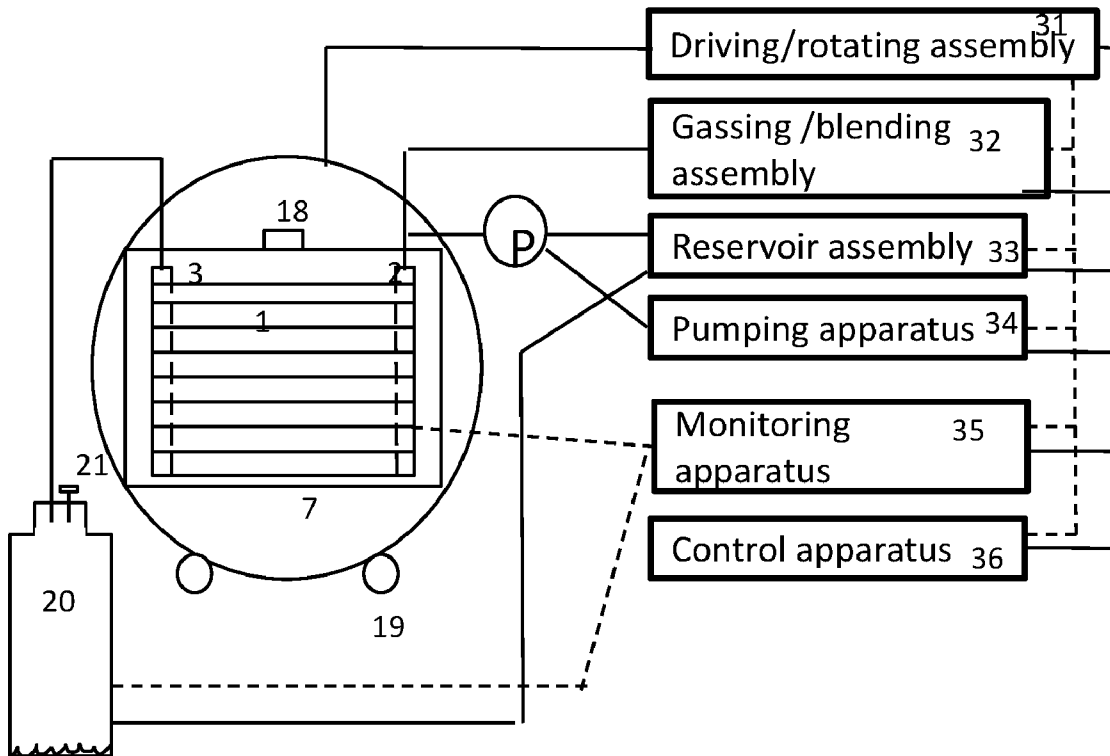 31
Driving/rotating assembly
Gassing /blending 32
assembly
18
P
Reservoir assembly 33
3 2
1
Pumping apparatus 34
Monitoring 35
apparatus
21
7
Control apparatus 36
20
19